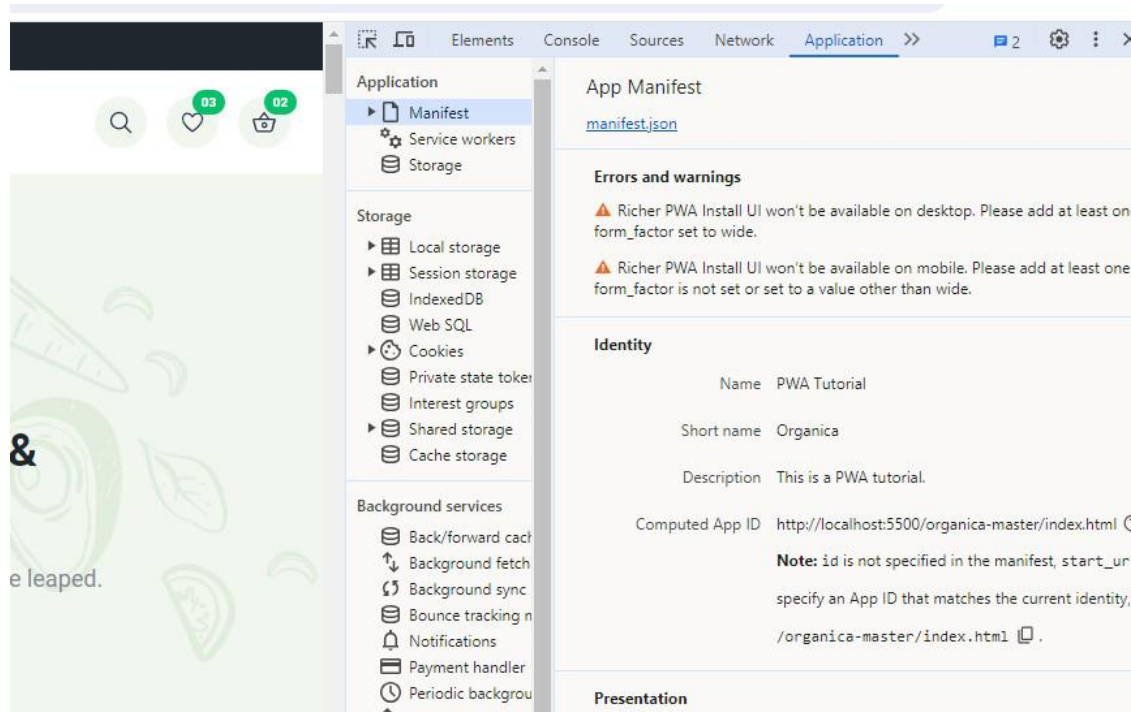 Elements Console Sources Network Application 2
03 02
&
e leaped.
Application
Manifest
Service workers
Storage
Storage
Local storage
Session storage
IndexedDB
Web SQL
Cookies
Private state token
Interest groups
Shared storage
Cache storage
Background services
Back/forward cach
Background fetch
Background sync
Bounce tracking n
Notifications
Payment handler
Periodic backgrou
App Manifest
manifest.json
Errors and warnings
Richer PWA Install UI won't be available on desktop. Please add at least on
form_factor set to wide.
Richer PWA Install UI won't be available on mobile. Please add at least one
form_factor is not set or set to a value other than wide.
Identity
Name PWA Tutorial
Short name Organica
Description This is a PWA tutorial.
Computed App ID http://localhost:5500/organica-master/index.html
Note: id is not specified in the manifest, start_ur
specify an App ID that matches the current identity,
/organica-master/index.html .
Presentation